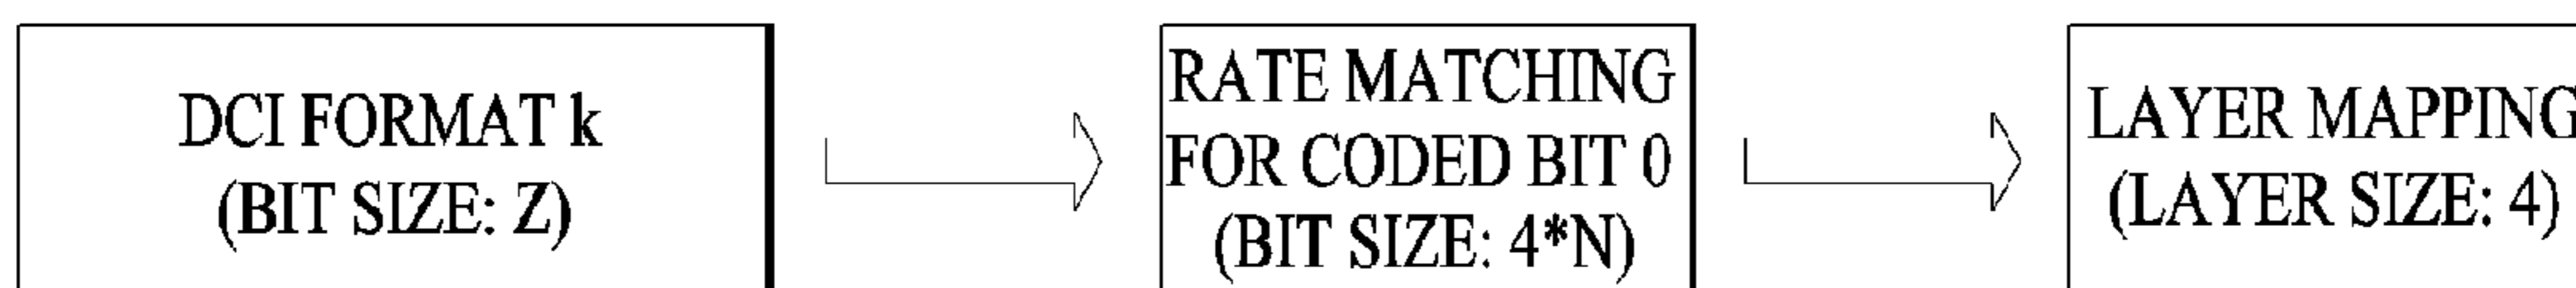 DCI FORMAT k
(BIT SIZE: Z)
RATE MATCHING
FOR CODED BIT 0
(BIT SIZE: 4*N)
LAYER MAPPING
(LAYER SIZE: 4)